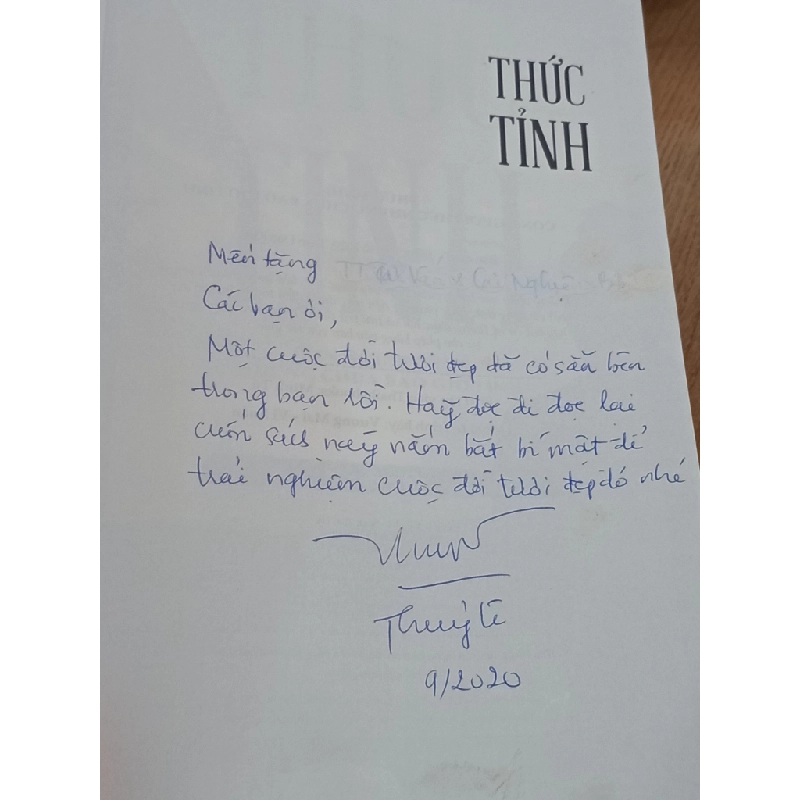 THỨC
TỈNH
Mến tặng TT
Các bạn ơi,
Một cuộc đời tươi đẹp đã có sẵn bên
trong bạn rồi. Hãy đọc đi đọc lại
cuốn sách này nắm bắt bí mật để
trải nghiệm cuộc đời tươi đẹp đó nhé
Thuỷ
9/2020